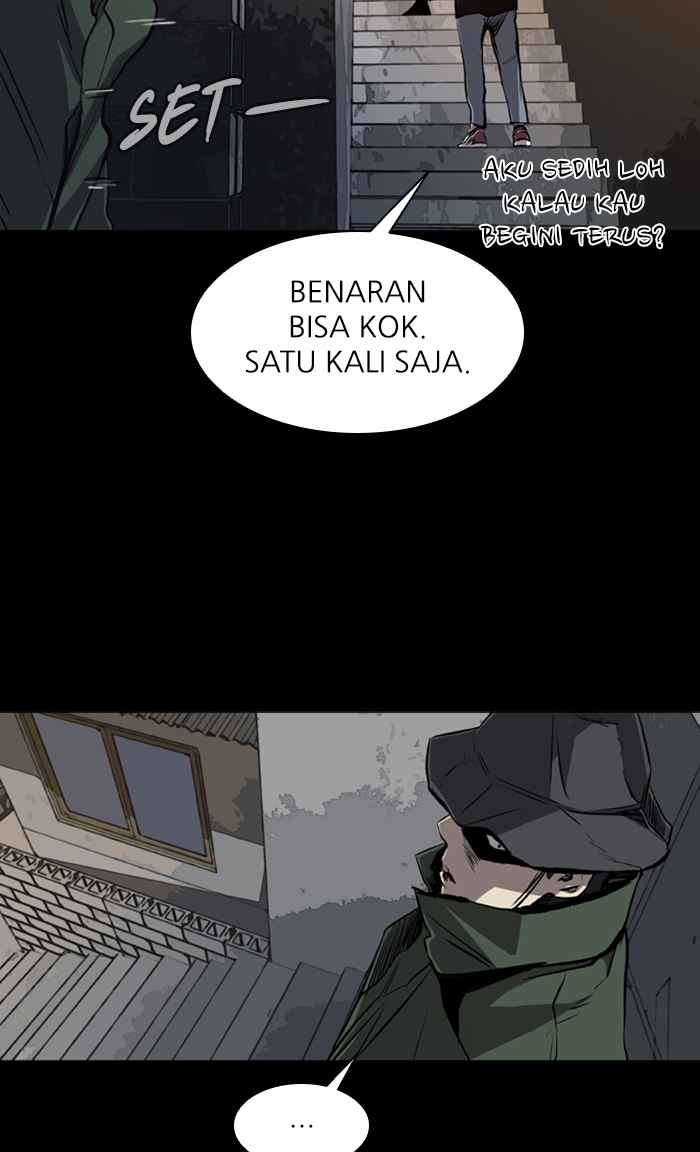 SET—
AKU SEDIH LOH
KALAU KAU
BEGINI TERUS?
BENARAN
BISA KOK.
SATU KALI SAJA.
...